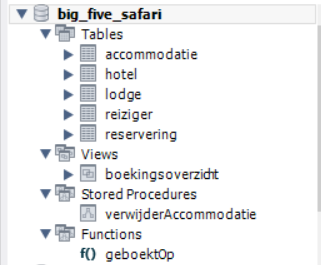 big_five_safari
Tables
accommodatie
hotel
lodge
reiziger
reservering
Views
boekingsoverzicht
Stored Procedures
verwijderAccommodatie
Functions
f() geboektOp